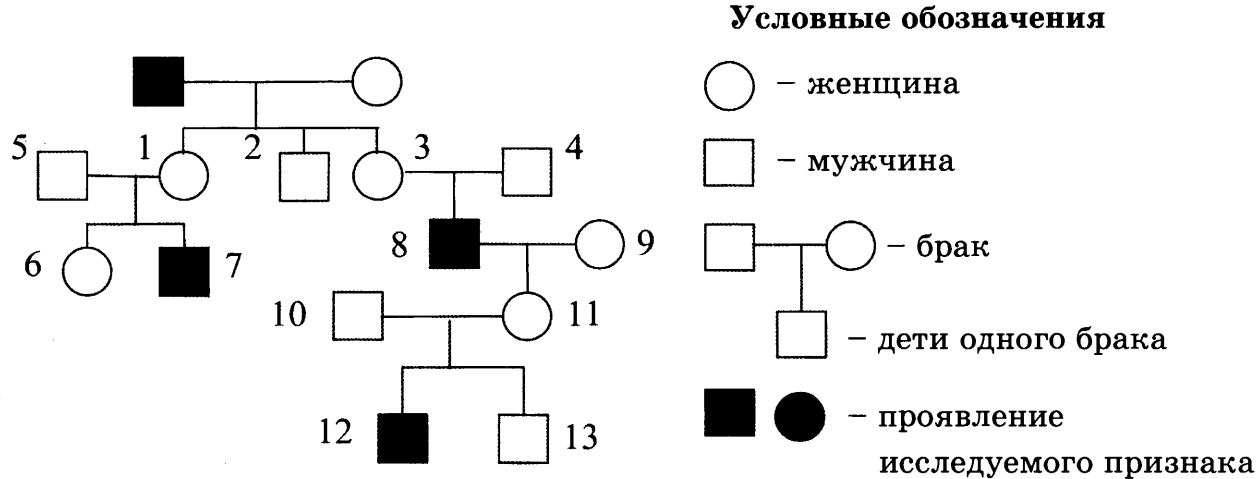 Условные обозначения
– женщина
5 1 2 3 4
– мужчина
8 9 – брак
6 7
10 11
– дети одного брака
12 13 – проявление
исследуемого признака